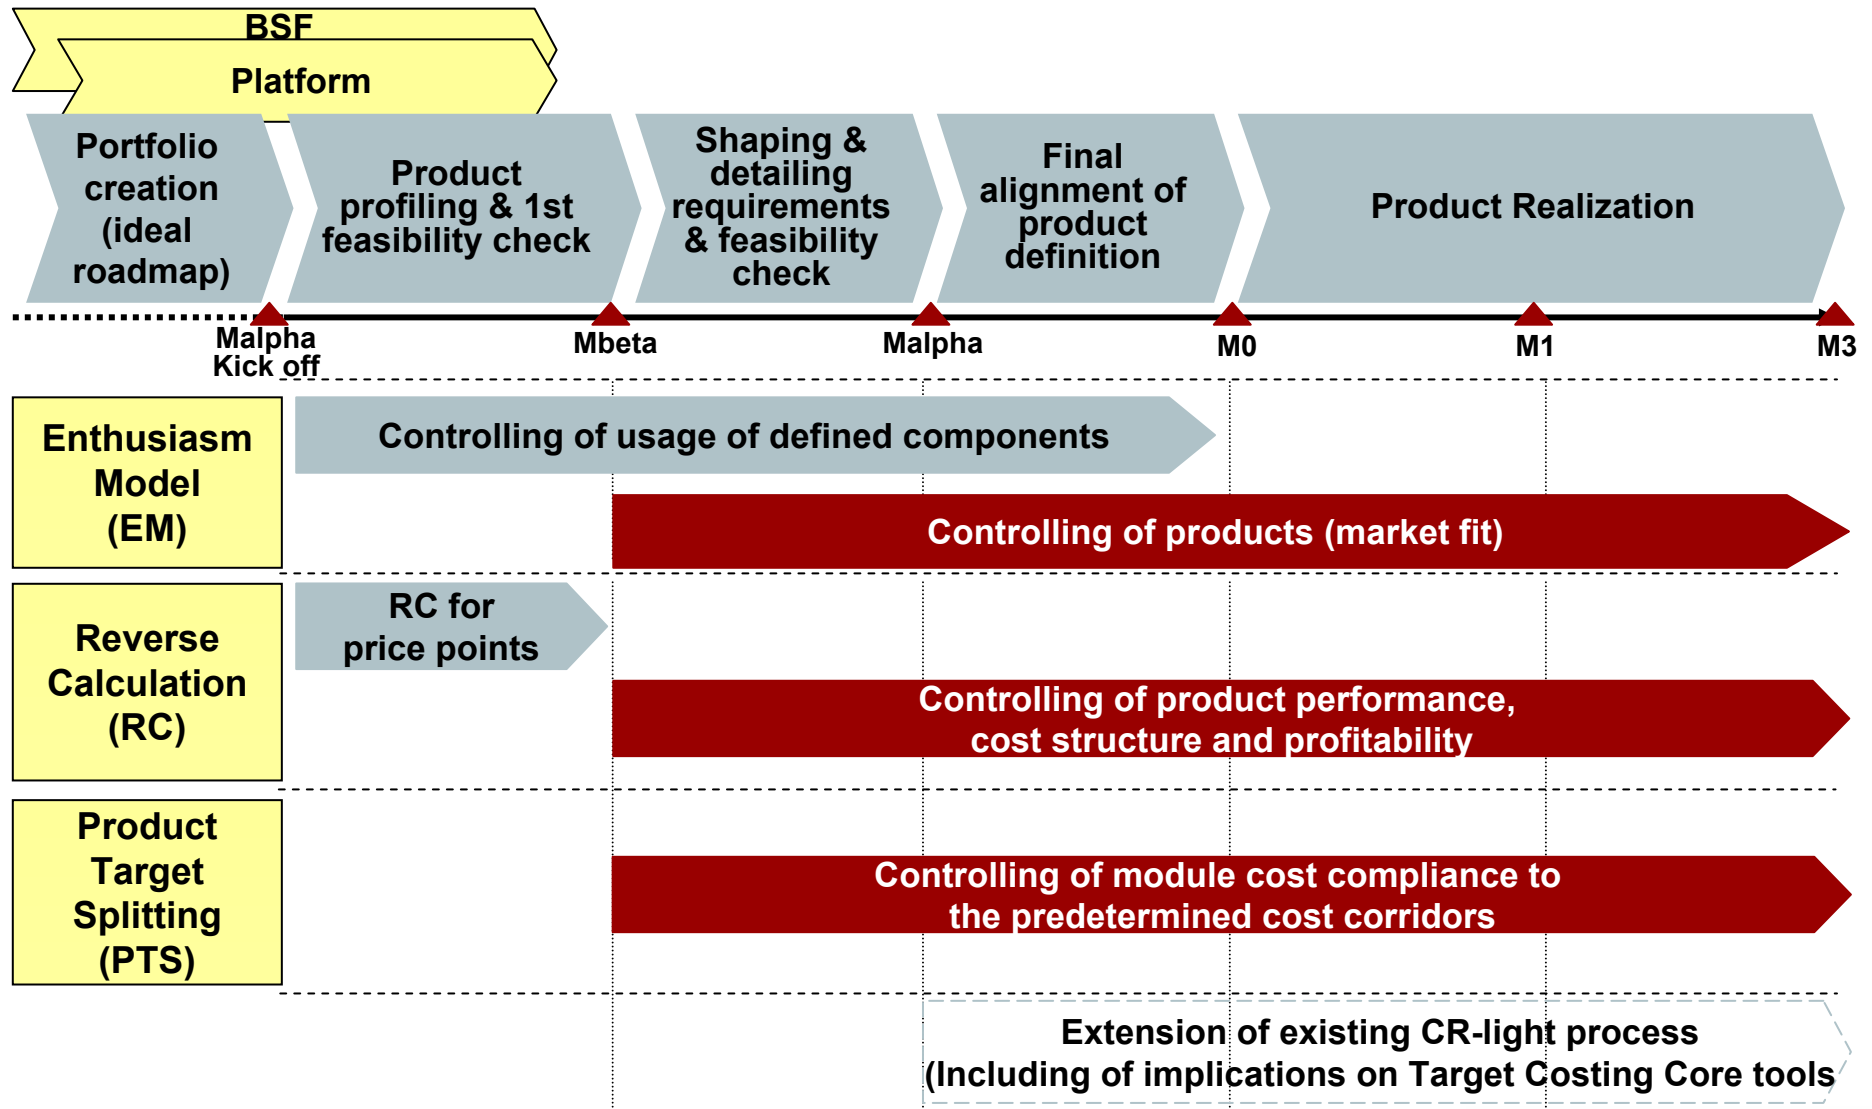 BSF
Platform
Portfolio
creation
(ideal
roadmap)
Product
profiling & 1st
feasibility check
Shaping &
detailing
requirements
& feasibility
check
Final
alignment of
product
definition
Product Realization
Malpha
Kick off
Mbeta
Malpha
M0
M1
M3
Enthusiasm
Model
(EM)
Controlling of usage of defined components
Controlling of products (market fit)
Reverse
Calculation
(RC)
RC for
price points
Controlling of product performance,
cost structure and profitability
Product
Target
Splitting
(PTS)
Controlling of module cost compliance to
the predetermined cost corridors
Extension of existing CR-light process
(Including of implications on Target Costing Core tools